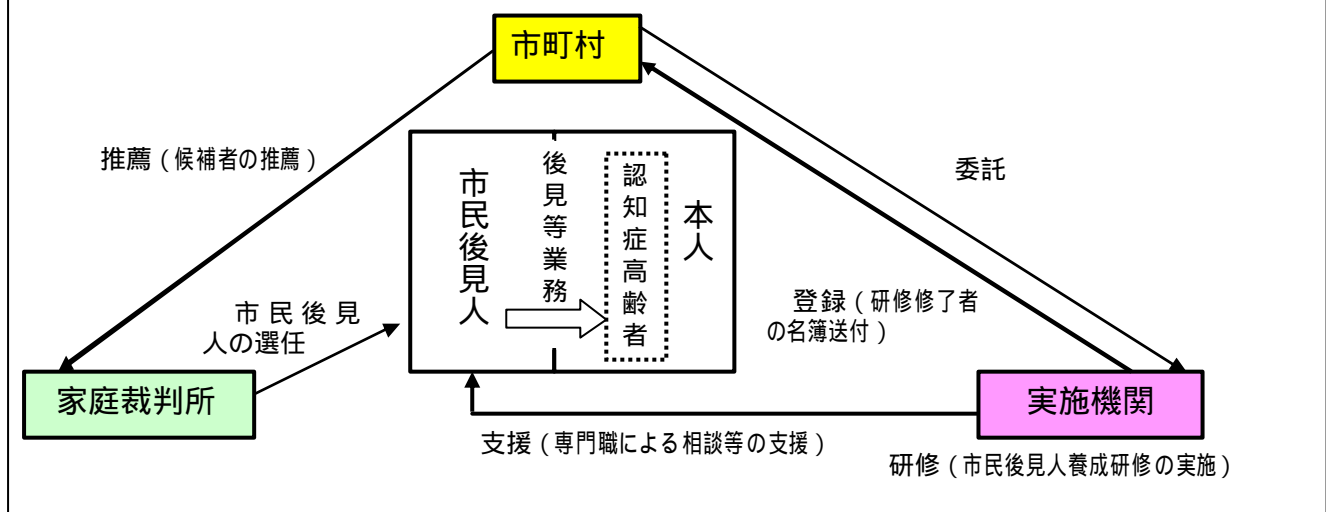 市町村
推薦(候補者の推薦)
委託
市民後見人
後見等業務
認知症高齢者
本人
市民後見
人の選任
登録(研修修了者
の名簿送付)
家庭裁判所
実施機関
支援(専門職による相談等の支援)
研修(市民後見人養成研修の実施)